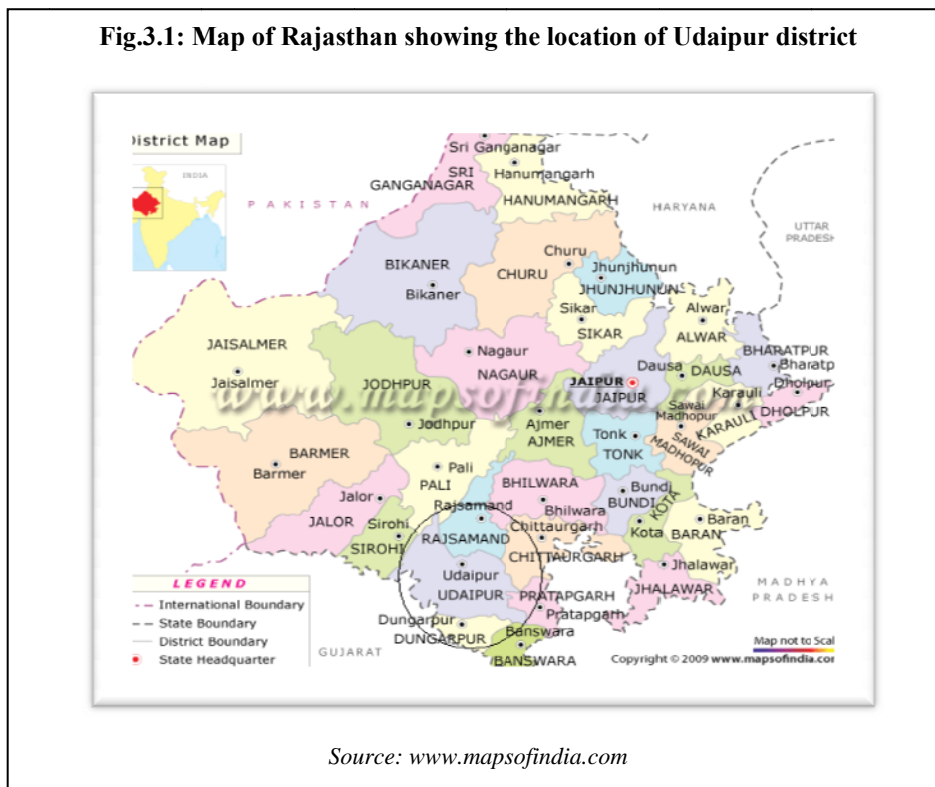 Fig.3.1: Map of Rajasthan showing the location of Udaipur district
District Map
INDIA
PAKISTAN
Sri Ganganagar
SRI
GANGANAGAR
Hanumangarh
HANUMANGARH
HARYANA
UTTAR
PRADESH
BIKANER
Bikaner
Churu
CHURU
Jhunjhunun
JHUNJHUNUN
Sikar
SIKAR
Alwar
ALWAR
JAISALMER
Jaisalmer
JODHPUR
Jodhpur
Nagaur
NAGAUR
JAIPUR
JAIPUR
Dausa
DAUSA
BHARATPUR
Bharatp
Dholpur
DHOLPUR
Karauli
KARAULI
Sawai
Madhopur
SAWAI
MADHOPUR
www.mapsofindia.com
Ajmer
AJMER
Tonk
TONK
BARMER
Barmer
Pali
PALI
BHILWARA
Bhilwara
Bundi
BUNDI
KOTA
Kota
Baran
BARAN
Jalor
JALOR
Sirohi
SIROHI
Rajsamand
RAJSAMAND
Chittaurgarh
CHITTAURGARH
Udaipur
UDAIPUR
PRATAPGARH
Pratapgarh
Jhalawar
JHALAWAR
MADHYA
PRADESH
Dungarpur
DUNGARPUR
Banswara
BANSWARA
GUJARAT
LEGEND
International Boundary
State Boundary
District Boundary
State Headquarter
Map not to Scal
Copyright © 2009 www.mapsofindia.com
Source: www.mapsofindia.com